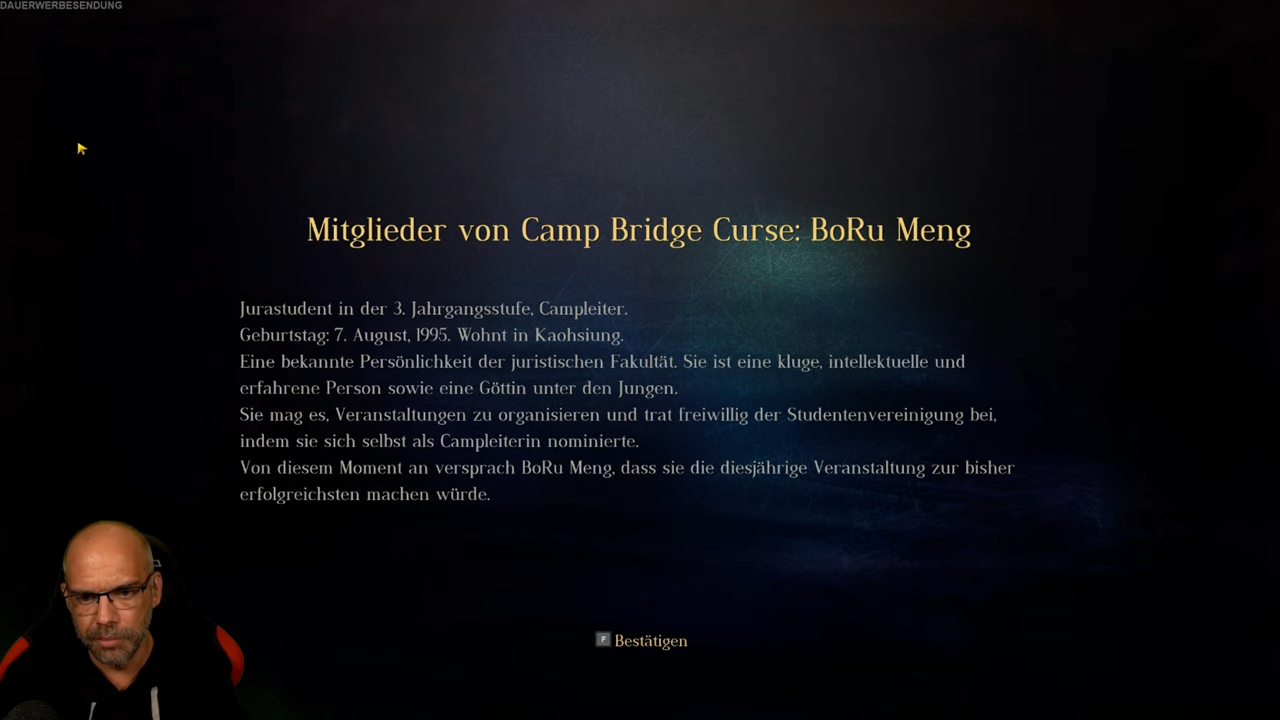 DAUERWERBESENDUNG
Mitglieder von Camp Bridge Curse: BoRu Meng
Jurastudent in der 3. Jahrgangsstufe, Campleiter.
Geburtstag: 7. August, 1995. Wohnt in Kaohsiung.
Eine bekannte Persönlichkeit der juristischen Fakultät. Sie ist eine kluge, intellektuelle und
erfahrene Person sowie eine Göttin unter den Jungen.
Sie mag es, Veranstaltungen zu organisieren und trat freiwillig der Studentenvereinigung bei,
indem sie sich selbst als Campleiterin nominierte.
Von diesem Moment an versprach BoRu Meng, dass sie die diesjährige Veranstaltung zur bisher
erfolgreichsten machen würde.
F Bestätigen